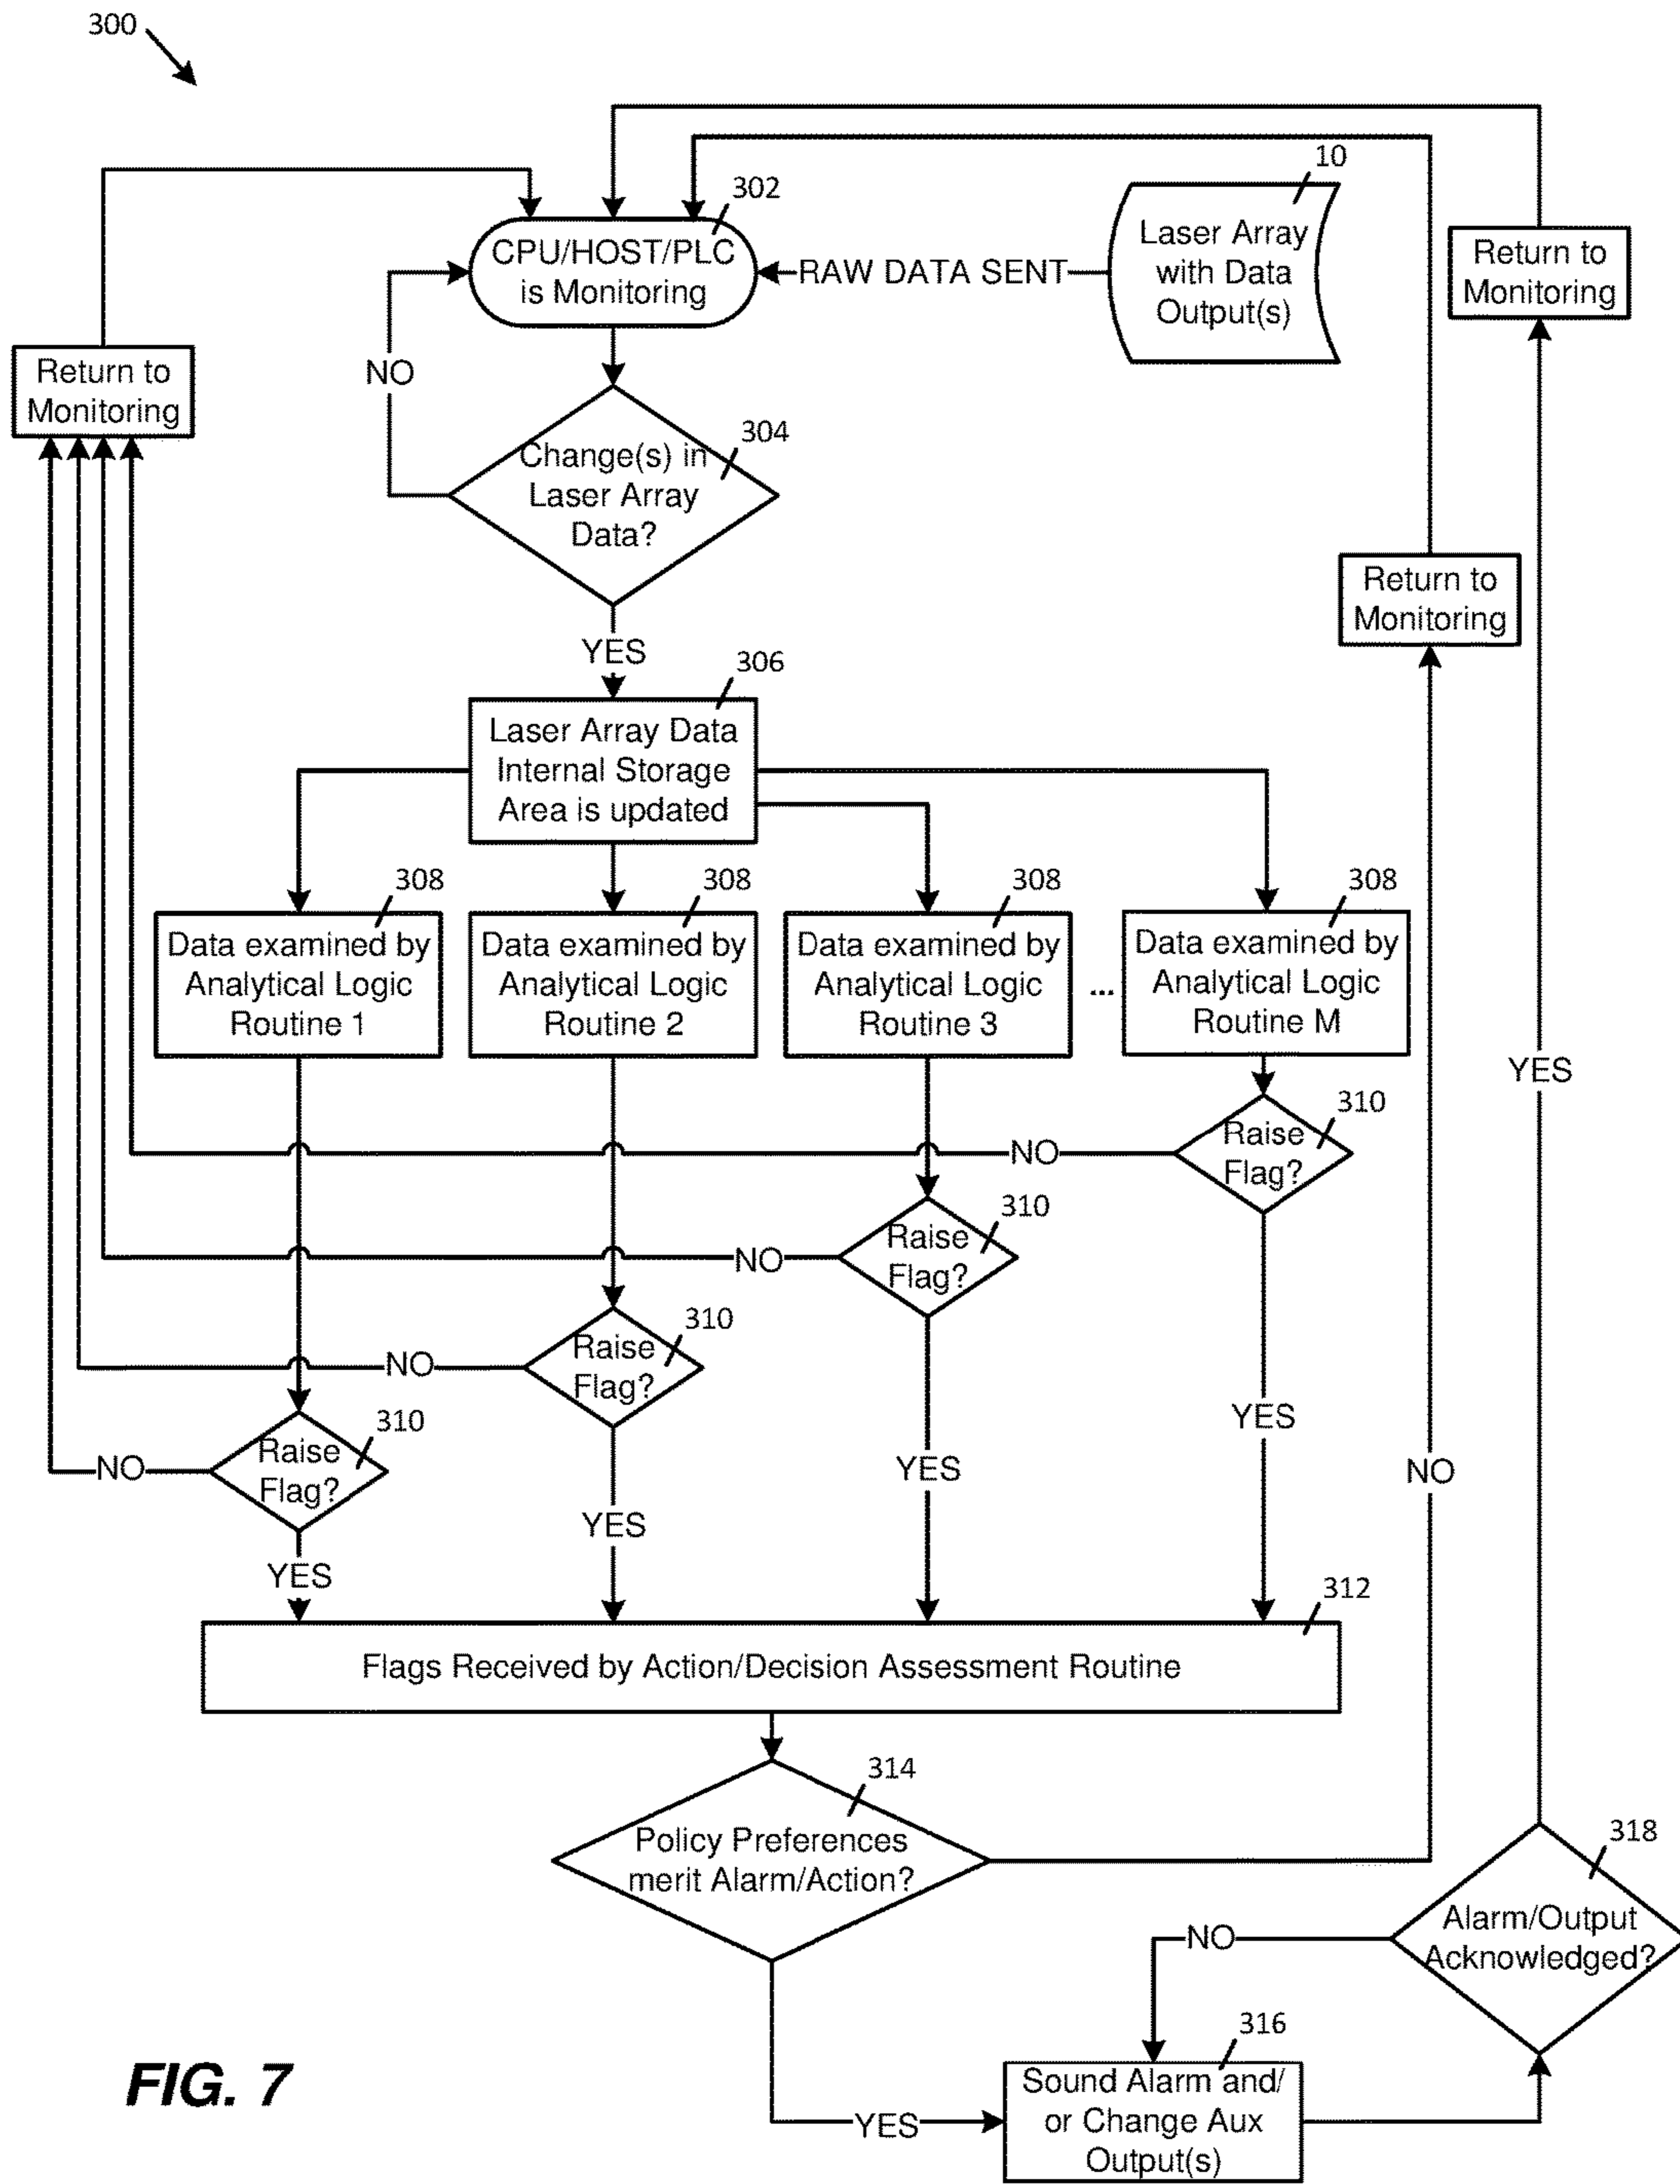 300
10
302
CPU/HOST/PLC
is Monitoring
RAW DATA SENT
Laser Array
with Data
Output(s)
Return to
Monitoring
Return to
Monitoring
NO
304
Change(s) in
Laser Array
Data?
Return to
Monitoring
YES
306
Laser Array Data
Internal Storage
Area is updated
308
308
308
308
Data examined by
Analytical Logic
Routine 1
Data examined by
Analytical Logic
Routine 2
Data examined by
Analytical Logic
Routine 3
...
Data examined by
Analytical Logic
Routine M
YES
310
Raise
Flag?
NO
310
Raise
Flag?
NO
310
Raise
Flag?
NO
310
Raise
Flag?
NO
YES
YES
YES
YES
NO
312
Flags Received by Action/Decision Assessment Routine
314
Policy Preferences
merit Alarm/Action?
318
Alarm/Output
Acknowledged?
NO
316
Sound Alarm and/
or Change Aux
Output(s)
YES
FIG. 7